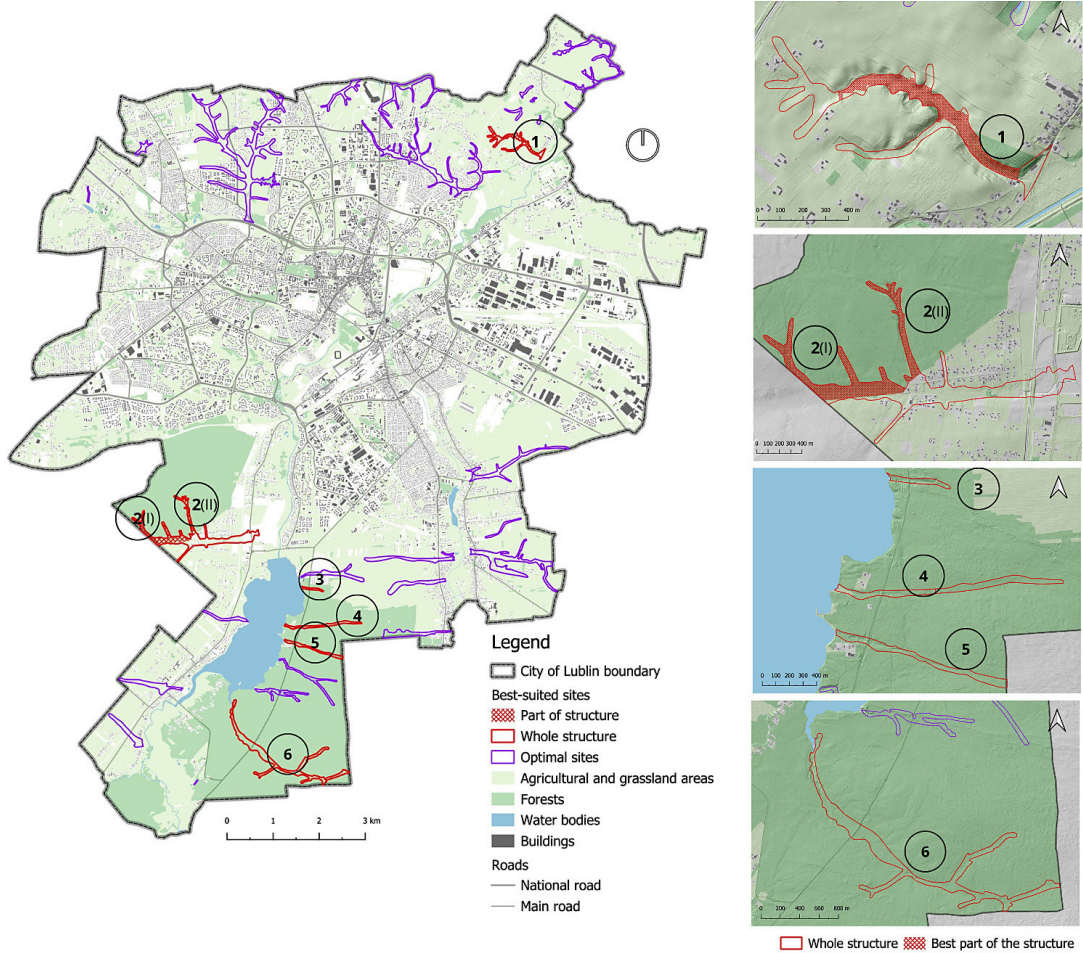 1
2(I)
2(II)
3
4
5
6
Legend
City of Lublin boundary
Best-suited sites
Part of structure
Whole structure
Optimal sites
Agricultural and grassland areas
Forests
Water bodies
Buildings
Roads
National road
Main road
0 1 2 3 km
1
0 100 200 300 400 m
2(II)
2(I)
0 100 200 300 400 m
3
4
5
0 100 200 300 400 m
6
0 200 400 600 800 m
Whole structure Best part of the structure